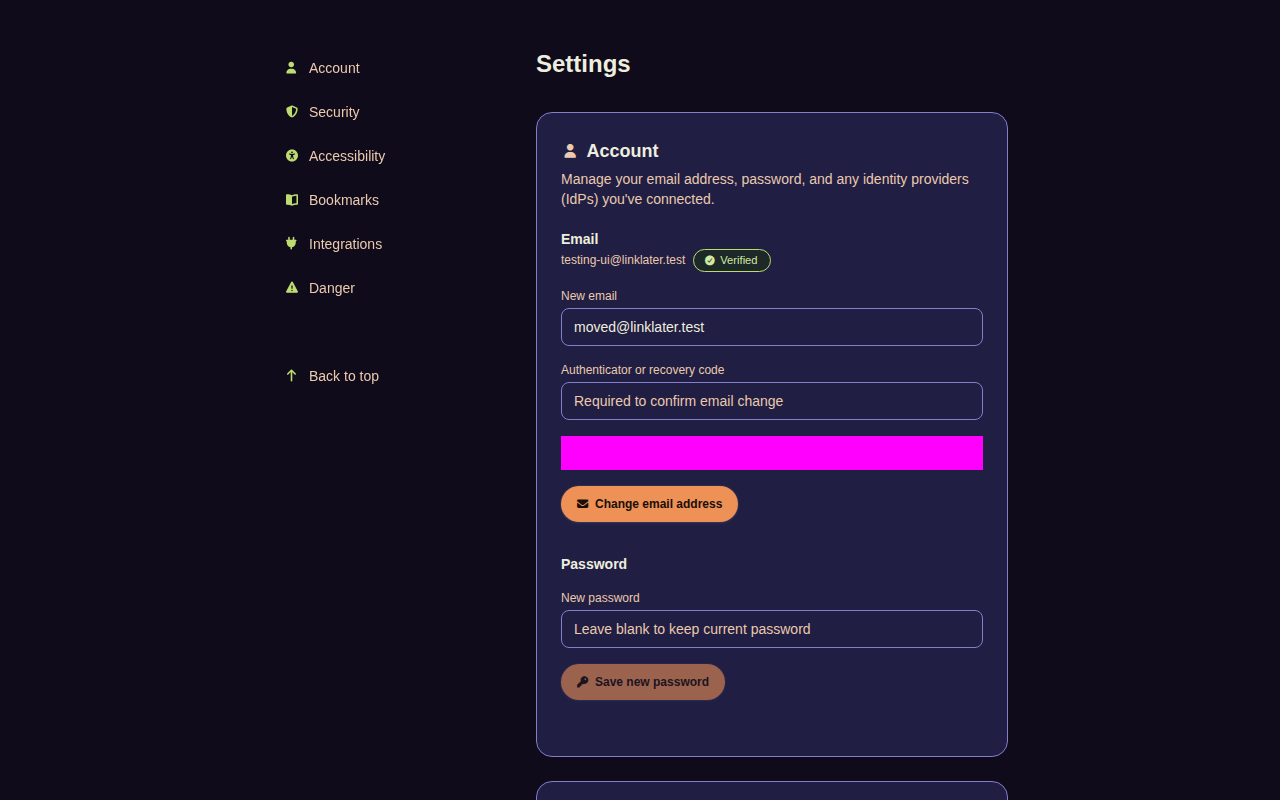 Account
Security
Accessibility
Bookmarks
Integrations
Danger
Back to top
Settings
Account
Manage your email address, password, and any identity providers
(IdPs) you've connected.
Email
testing-ui@linklater.test Verified
New email
moved@linklater.test
Authenticator or recovery code
Required to confirm email change
Change email address
Password
New password
Leave blank to keep current password
Save new password